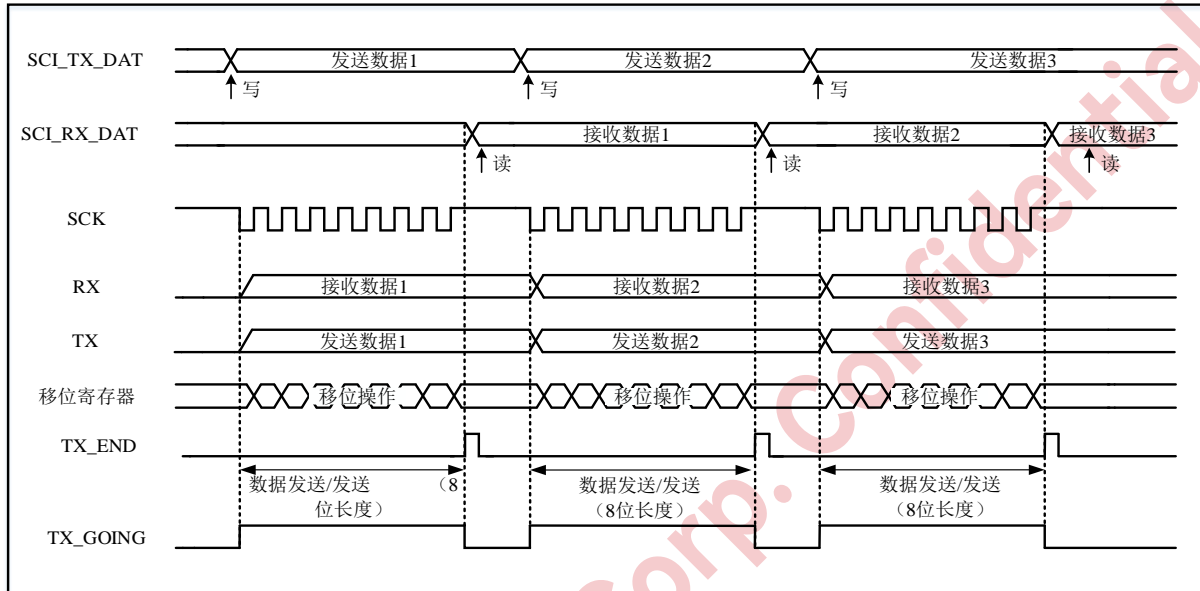 SCI_TX_DAT 发送数据1 发送数据2 发送数据3
写 写 写
SCI_RX_DAT 接收数据1 接收数据2 接收数据3
读 读 读
SCK
RX 接收数据1 接收数据2 接收数据3
TX 发送数据1 发送数据2 发送数据3
移位寄存器 移位操作 移位操作 移位操作
TX_END
数据发送/发送 (8 数据发送/发送 数据发送/发送
位长度) (8位长度) (8位长度)
TX_GOING
Corp. Confidential